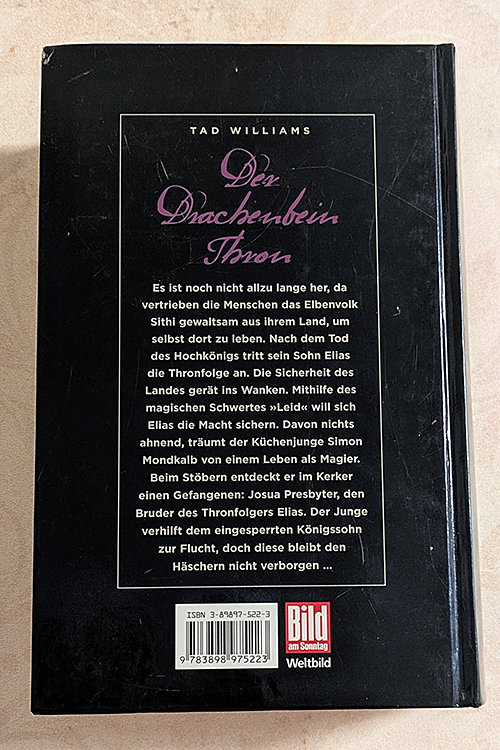 TAD WILLIAMS
Der
Drachenbein
Thron
Es ist noch nicht allzu lange her, da
vertrieben die Menschen das Elbenvolk
Sithi gewaltsam aus ihrem Land, um
selbst dort zu leben. Nach dem Tod
des Hochkönigs tritt sein Sohn Elias
die Thronfolge an. Die Sicherheit des
Landes gerät ins Wanken. Mithilfe des
magischen Schwertes »Leid« will sich
Elias die Macht sichern. Davon nichts
ahnend, träumt der Küchenjunge Simon
Mondkalb von einem Leben als Magier.
Beim Stöbern entdeckt er im Kerker
einen Gefangenen: Josua Presbyter, den
Bruder des Thronfolgers Elias. Der Junge
verhilft dem eingesperrten Königssohn
zur Flucht, doch diese bleibt den
Häschern nicht verborgen ...
ISBN 3-89897-522-3
9 783898 975223
Bild
am Sonntag
Weltbild